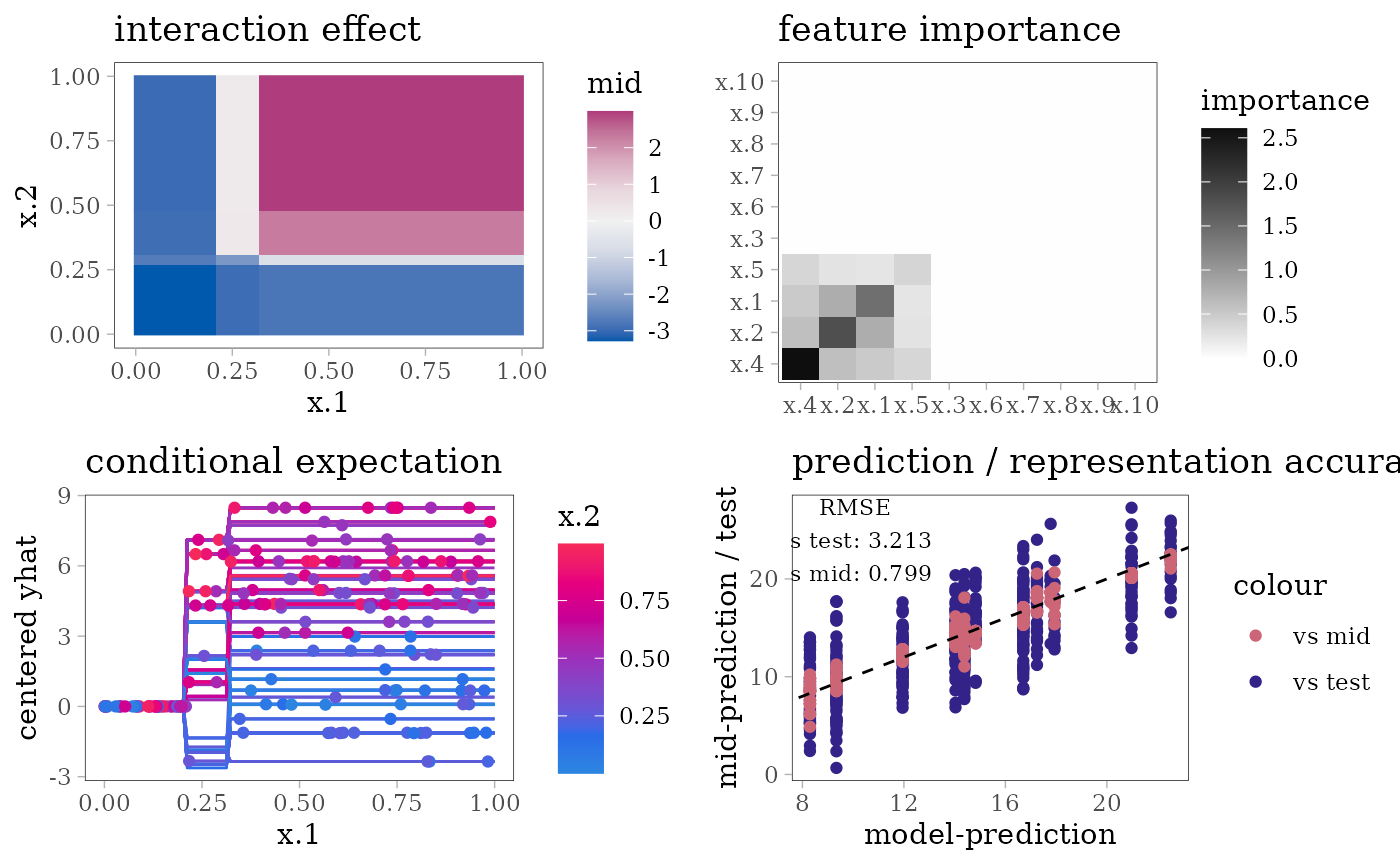 interaction effect
mid
1.00
0.75
0.50
0.25
0.00
x.2
2
1
0
-1
-2
-3
0.00 0.25 0.50 0.75 1.00
x.1
feature importance
importance
x.10
x.9
x.8
x.7
x.6
x.3
x.5
x.1
x.2
x.4
2.5
2.0
1.5
1.0
0.5
0.0
x.4 x.2 x.1 x.5 x.3 x.6 x.7 x.8 x.9 x.10
conditional expectation
x.2
9
6
3
0
-3
centered yhat
0.75
0.50
0.25
0.00 0.25 0.50 0.75 1.00
x.1
prediction / representation accura
RMSE
s test: 3.213
s mid: 0.799
20
10
0
mid-prediction / test
colour
vs mid
vs test
8 12 16 20
model-prediction